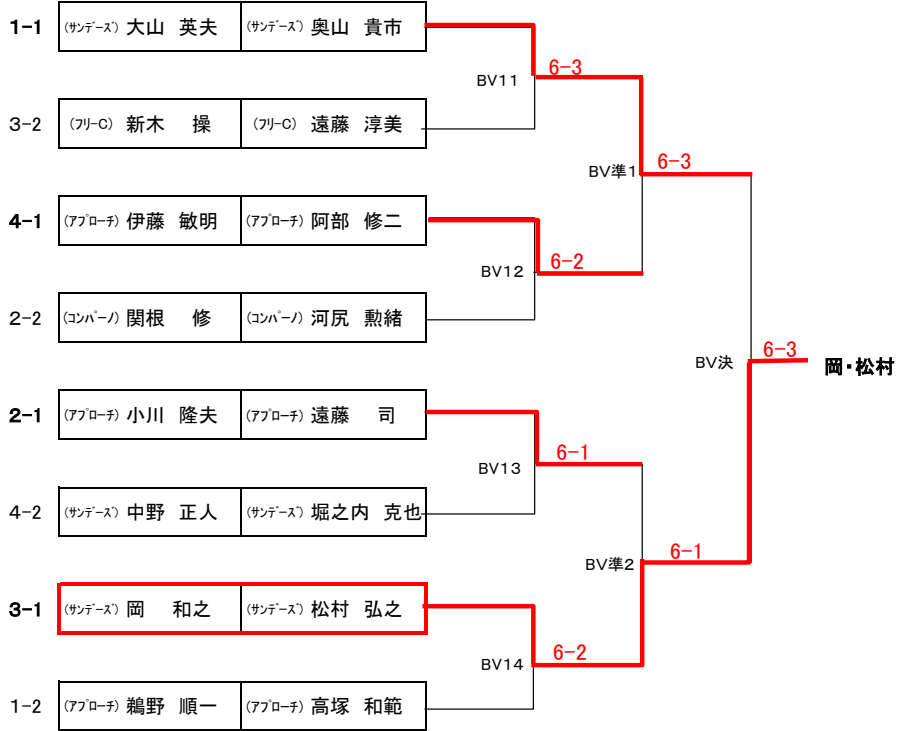 1-1 (ｻﾝﾃﾞｰｽﾞ) 大山 英夫 (ｻﾝﾃﾞｰｽﾞ) 奥山 貴市
BV11 6-3
3-2 (ﾌﾘｰC) 新木 操 (ﾌﾘｰC) 遠藤 淳美
BV準1 6-3
4-1 (ｱﾌﾟﾛｰﾁ) 伊藤 敏明 (ｱﾌﾟﾛｰﾁ) 阿部 修二
BV12 6-2
2-2 (ｺﾝﾊﾟｰﾉ) 関根 修 (ｺﾝﾊﾟｰﾉ) 河尻 勲緒
BV決 6-3 岡・松村
2-1 (ｱﾌﾟﾛｰﾁ) 小川 隆夫 (ｱﾌﾟﾛｰﾁ) 遠藤 司
BV13 6-1
4-2 (ｻﾝﾃﾞｰｽﾞ) 中野 正人 (ｻﾝﾃﾞｰｽﾞ) 堀之内 克也
BV準2 6-1
3-1 (ｻﾝﾃﾞｰｽﾞ) 岡 和之 (ｻﾝﾃﾞｰｽﾞ) 松村 弘之
BV14 6-2
1-2 (ｱﾌﾟﾛｰﾁ) 鵜野 順一 (ｱﾌﾟﾛｰﾁ) 高塚 和範